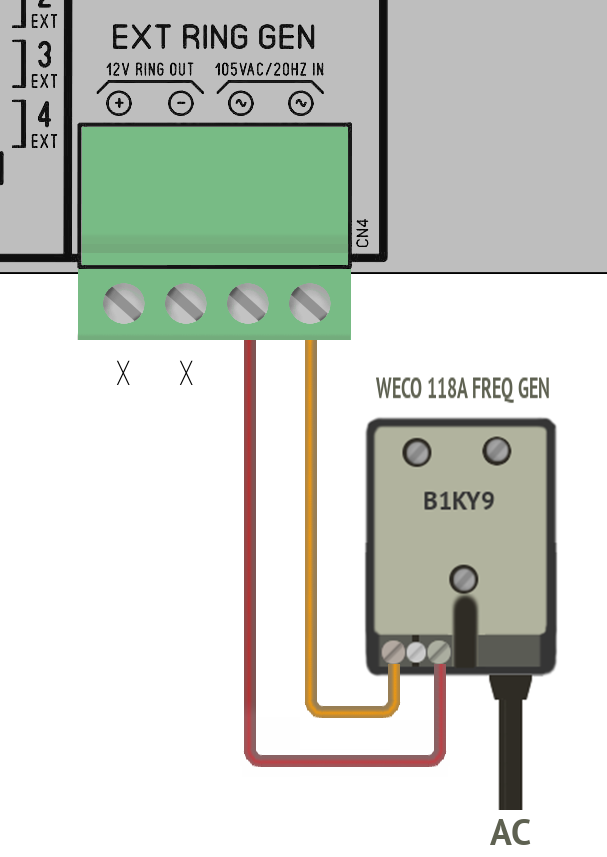 2
EXT
3
EXT
4
EXT
EXT RING GEN
12V RING OUT 105VAC/20HZ IN
+ − ~ ~
CN4
X X
WECO 118A FREQ GEN
B1KY9
AC